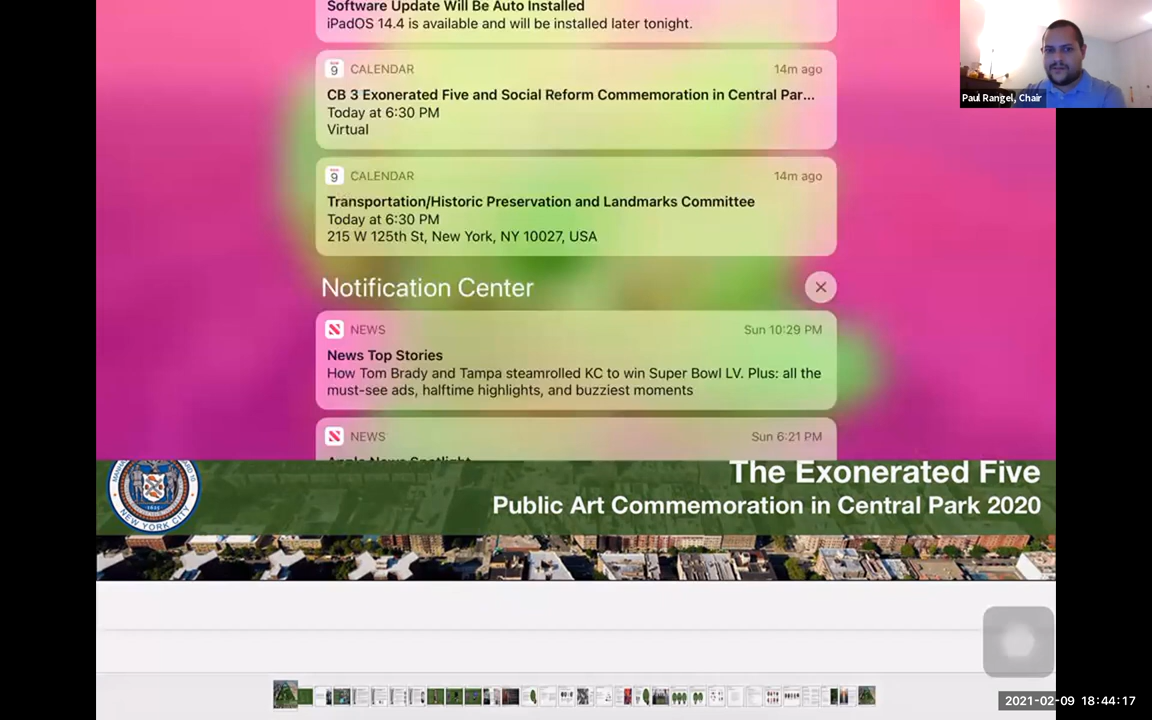 Software Update Will Be Auto Installed
iPadOS 14.4 is available and will be installed later tonight.
9
CALENDAR
14m ago
CB 3 Exonerated Five and Social Reform Commemoration in Central Par...
Today at 6:30 PM
Virtual
9
CALENDAR
14m ago
Transportation/Historic Preservation and Landmarks Committee
Today at 6:30 PM
215 W 125th St, New York, NY 10027, USA
Notification Center
NEWS
Sun 10:29 PM
News Top Stories
How Tom Brady and Tampa steamrolled KC to win Super Bowl LV. Plus: all the
must-see ads, halftime highlights, and buzziest moments
NEWS
Sun 6:21 PM
Apple News Spotlight
The Exonerated Five
Public Art Commemoration in Central Park 2020
NEW YORK CITY
Paul Rangel, Chair
2021-02-09 18:44:17